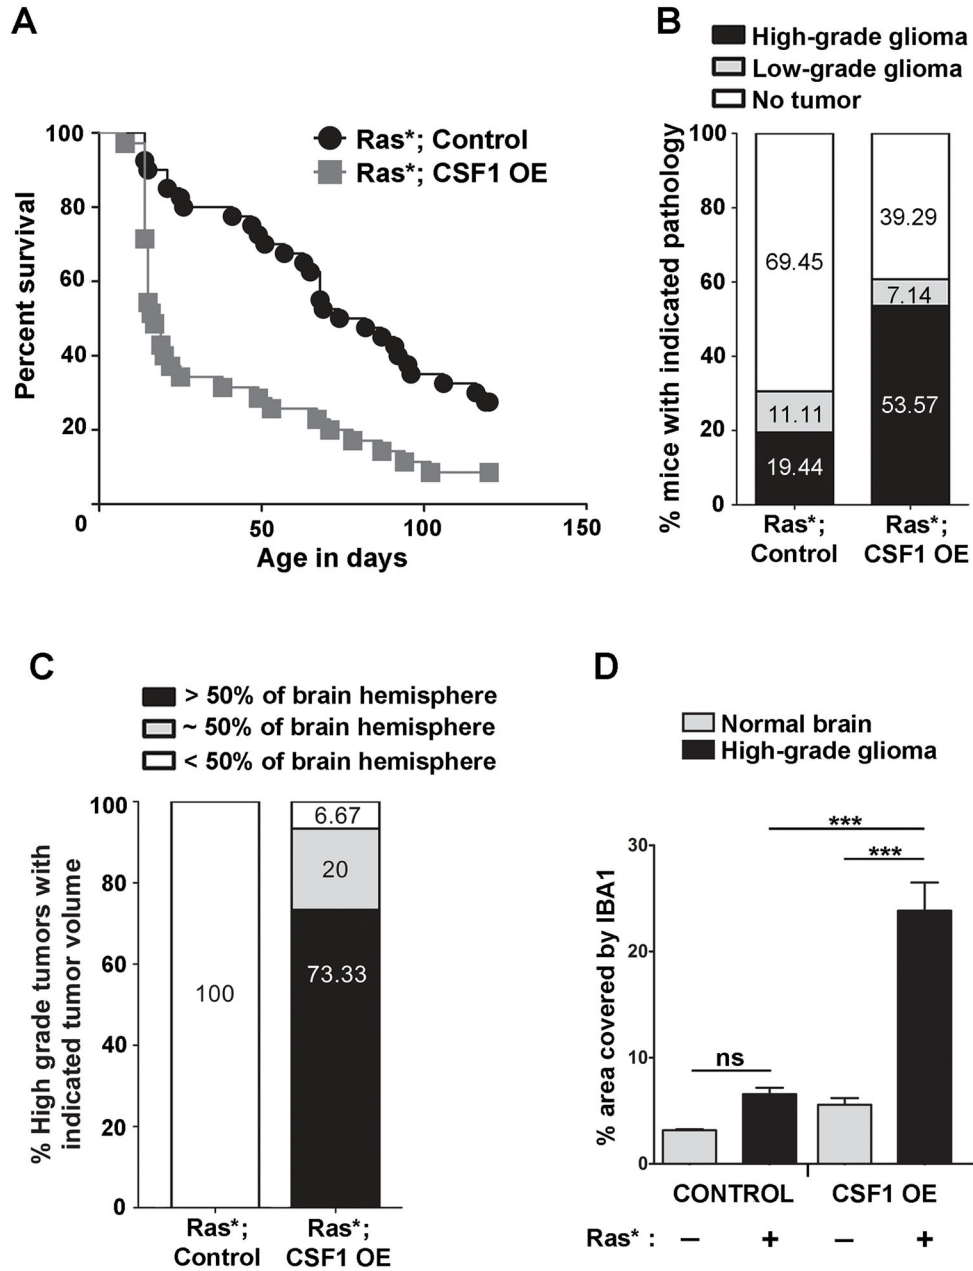 A
Ras*; Control
Ras*; CSF1 OE
Percent survival
100
80
60
40
20
0
50
100
150
Age in days
B
High-grade glioma
Low-grade glioma
No tumor
% mice with indicated pathology
100
80
60
40
20
0
69.45
11.11
19.44
39.29
7.14
53.57
Ras*;
Control
Ras*;
CSF1 OE
C
> 50% of brain hemisphere
~ 50% of brain hemisphere
< 50% of brain hemisphere
% High grade tumors with
indicated tumor volume
100
80
60
40
20
0
100
6.67
20
73.33
Ras*;
Control
Ras*;
CSF1 OE
D
Normal brain
High-grade glioma
% area covered by IBA1
30
20
10
0
ns
***
***
CONTROL
CSF1 OE
Ras* : – + – +